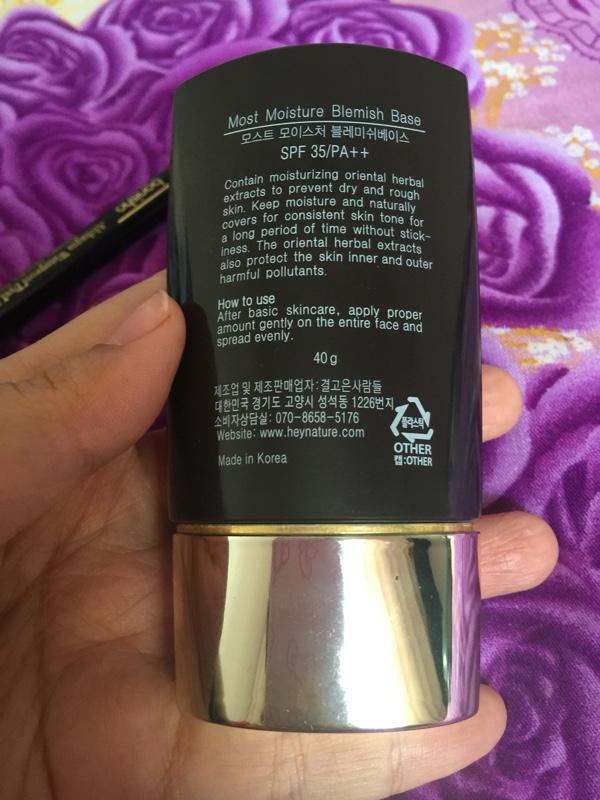 Most Moisture Blemish Base
모스트 모이스처 블레미쉬베이스
SPF 35/PA++
Contain moisturizing oriental herbal
extracts to prevent dry and rough
skin. Keep moisture and naturally
covers for consistent skin tone for
a long period of time without stick-
iness. The oriental herbal extracts
also protect the skin inner and outer
harmful pollutants.
How to use
After basic skincare, apply proper
amount gently on the entire face and
spread evenly.
40g
제조업 및 제조판매업자:결고은사람들
대한민국 경기도 고양시 성석동 1226번지
소비자상담실: 070-8658-5176
Website: www.heynature.com
Made in Korea
플라스틱
OTHER
캡:OTHER